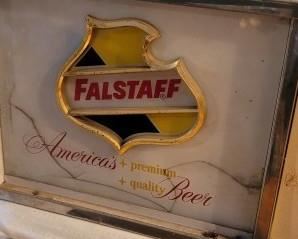 FALSTAFF
America's + premium
+ quality Beer